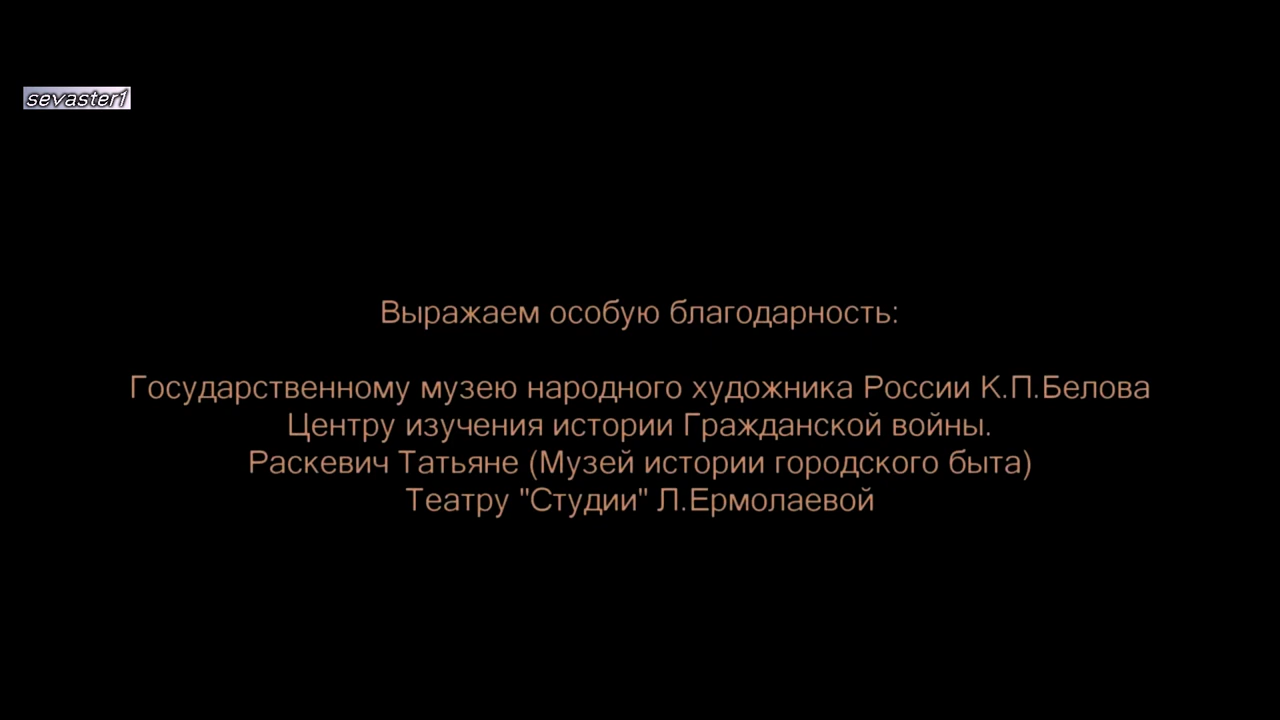 sevaster1
Выражаем особую благодарность:
Государственному музею народного художника России К.П.Белова
Центру изучения истории Гражданской войны.
Раскевич Татьяне (Музей истории городского быта)
Театру "Студии" Л.Ермолаевой